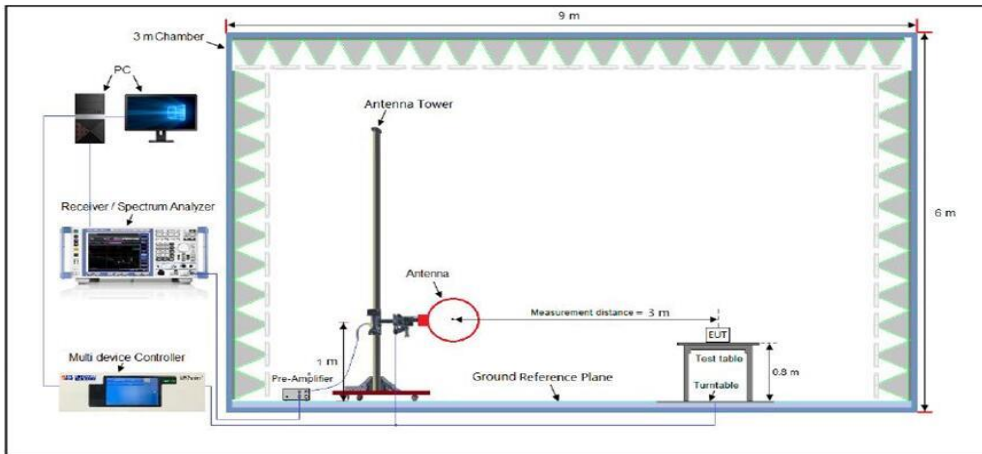 9 m
3 m Chamber
PC
Antenna Tower
Receiver / Spectrum Analyzer
6 m
Antenna
Measurement distance = 3 m
EUT
Multi device Controller
1 m
Pre-Amplifier
Test table
0.8 m
Ground Reference Plane
Turntable